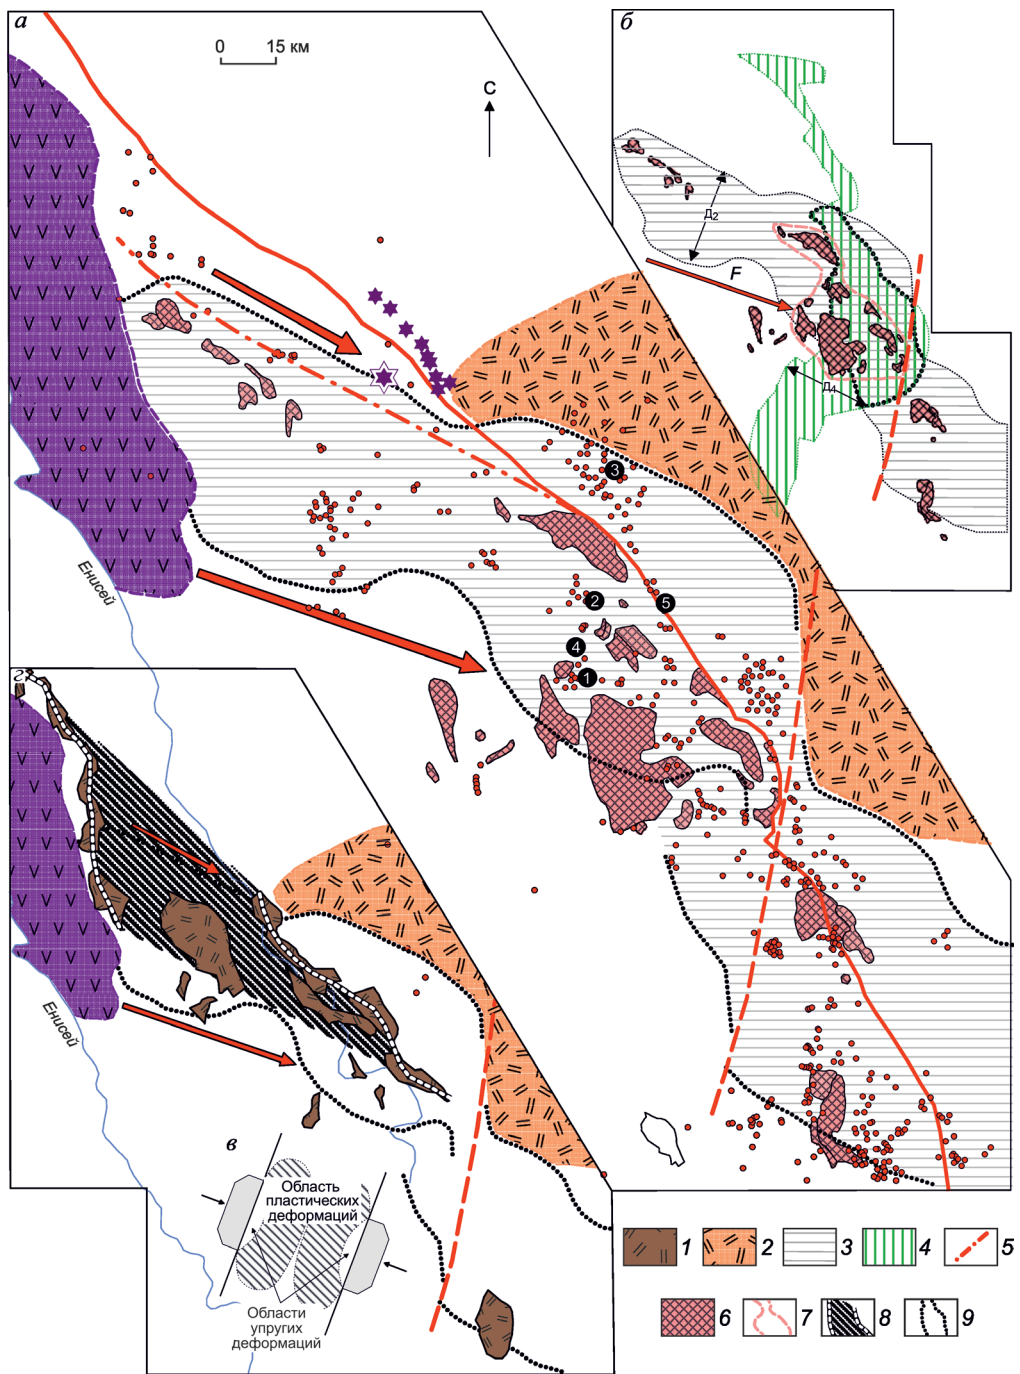 а
0 15 км
С
б
Д2
F
Д1
3
2
5
4
1
Енисей
г
Енисей
в
Область
пластических
деформаций
Области
упругих
деформаций
1
2
3
4
5
6
7
8
9